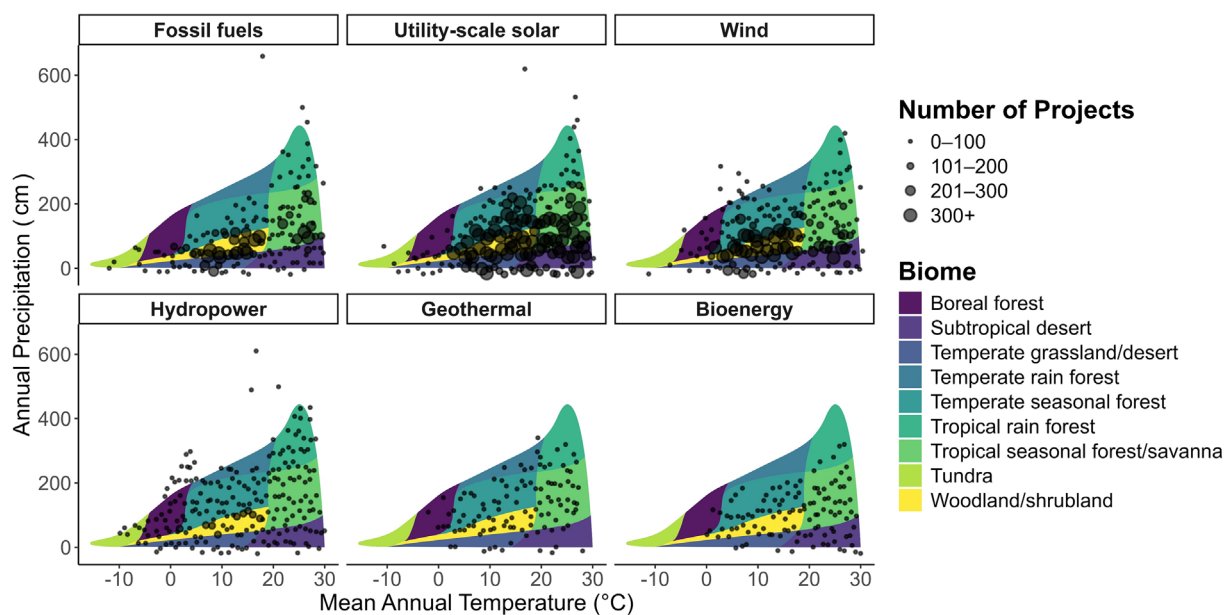 Fossil fuels
Utility-scale solar
Wind
600
400
200
0
Hydropower
Geothermal
Bioenergy
600
400
200
0
-10 0 10 20 30
-10 0 10 20 30
-10 0 10 20 30
Annual Precipitation ( cm)
Mean Annual Temperature (°C)
Number of Projects
0–100
101–200
201–300
300+
Biome
Boreal forest
Subtropical desert
Temperate grassland/desert
Temperate rain forest
Temperate seasonal forest
Tropical rain forest
Tropical seasonal forest/savanna
Tundra
Woodland/shrubland